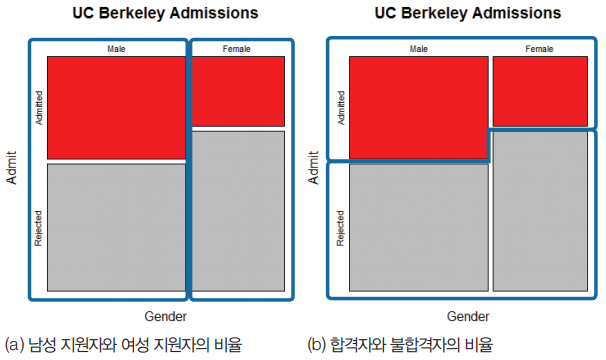 UC Berkeley Admissions
Male Female
Admitted
Rejected
Admit
Gender
(a) 남성 지원자와 여성 지원자의 비율
UC Berkeley Admissions
Male Female
Admitted
Rejected
Admit
Gender
(b) 합격자와 불합격자의 비율